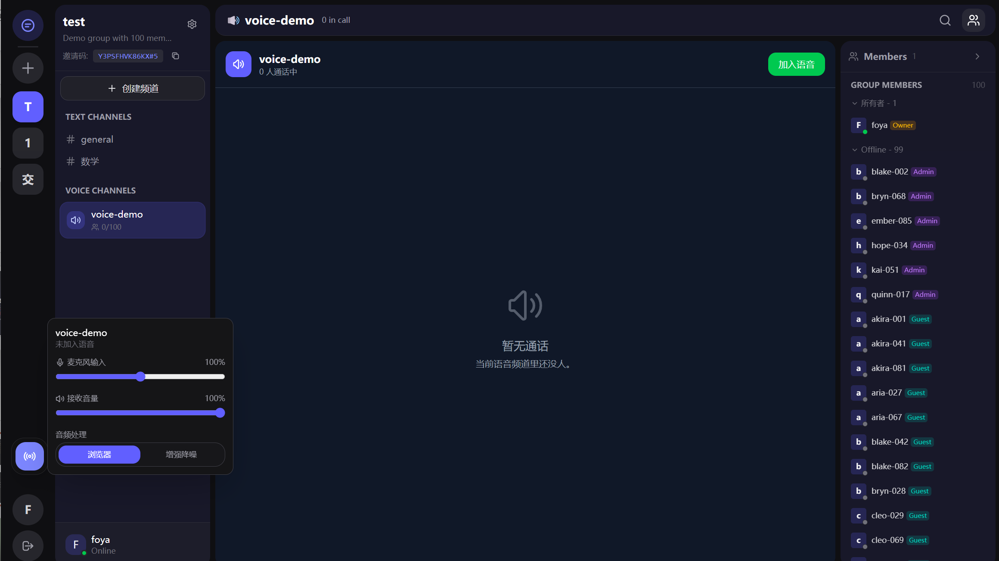 T
1
交
F
test
Demo group with 100 mem...
邀请码: Y3PSFHVK86KX#5
创建频道
TEXT CHANNELS
# general
# 数学
VOICE CHANNELS
voice-demo
0/100
voice-demo
未加入语音
麦克风输入 100%
接收音量 100%
音频处理
浏览器 增强降噪
F foya
Online
voice-demo 0 in call
voice-demo
0 人通话中
加入语音
暂无通话
当前语音频道里还没人。
Members 1
GROUP MEMBERS 100
所有者 - 1
F foya Owner
Offline - 99
b blake-002 Admin
b bryn-068 Admin
e ember-085 Admin
h hope-034 Admin
k kai-051 Admin
q quinn-017 Admin
a akira-001 Guest
a akira-041 Guest
a akira-081 Guest
a aria-027 Guest
a aria-067 Guest
b blake-042 Guest
b blake-082 Guest
b bryn-028 Guest
c cleo-029 Guest
c cleo-069 Guest